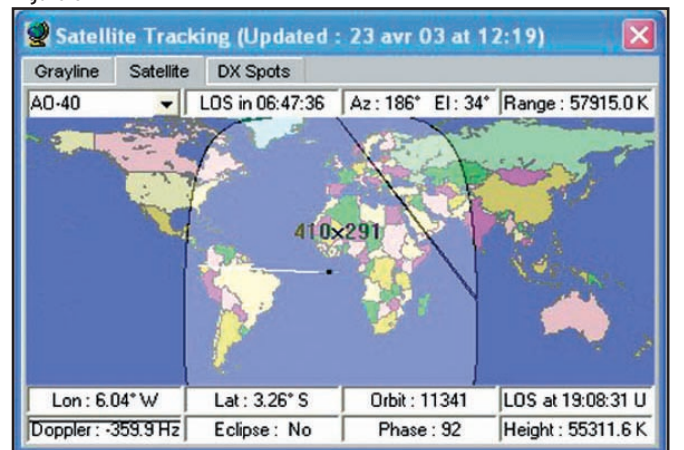 Satellite Tracking (Updated : 23 avr 03 at 12:19)
Grayline Satellite DX Spots
AO-40 LOS in 06:47:36 Az : 186° El : 34° Range : 57915.0 K
410×291
Lon : 6.04° W Lat : 3.26° S Orbit : 11341 LOS at 19:08:31 U
Doppler : -359.9 Hz Eclipse : No Phase : 92 Height : 55311.6 K